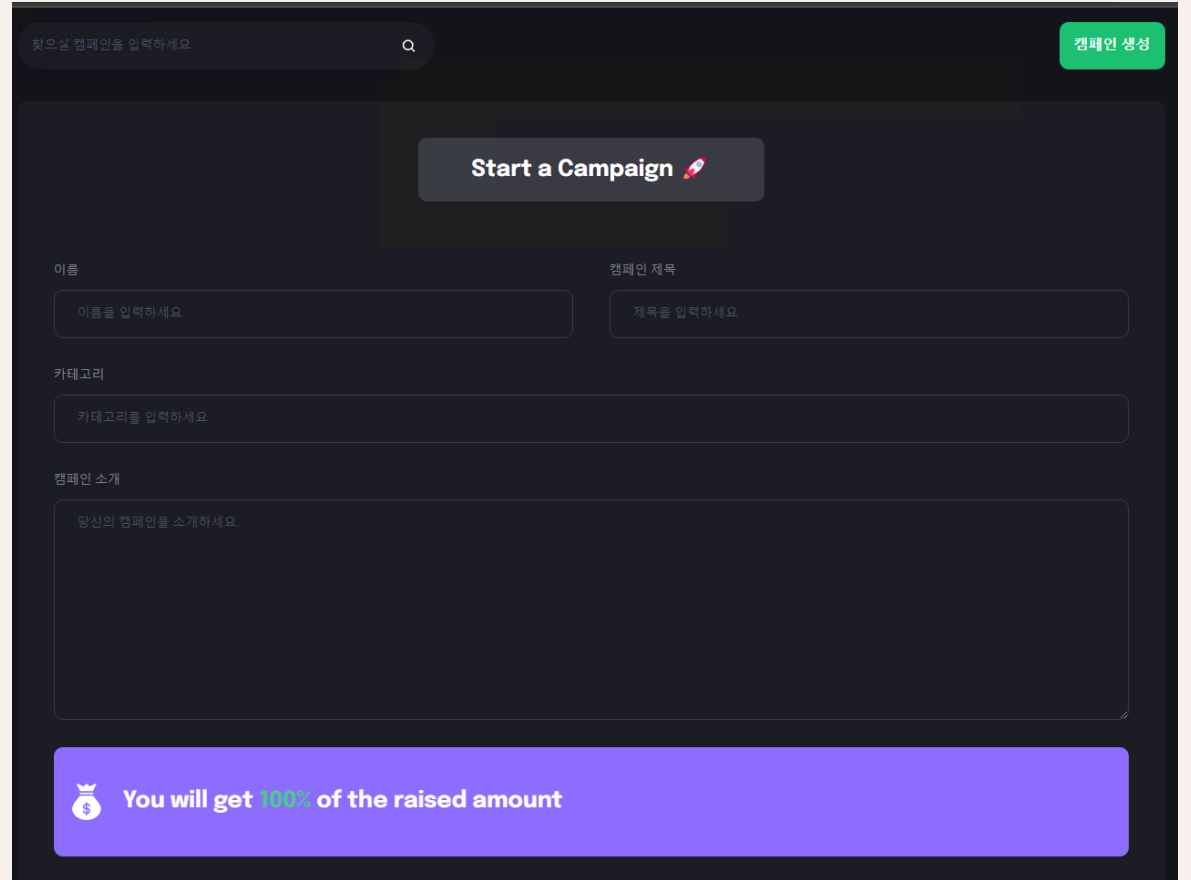 찾으실 캠페인을 입력하세요
캠페인 생성
Start a Campaign 🚀
이름
캠페인 제목
이름을 입력하세요
제목을 입력하세요
카테고리
카테고리를 입력하세요
캠페인 소개
당신의 캠페인을 소개하세요.
$
You will get 100% of the raised amount